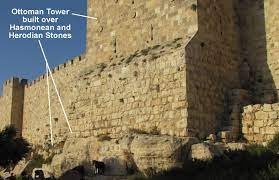 Ottoman Tower
built over
Hasmonean and
Herodian Stones